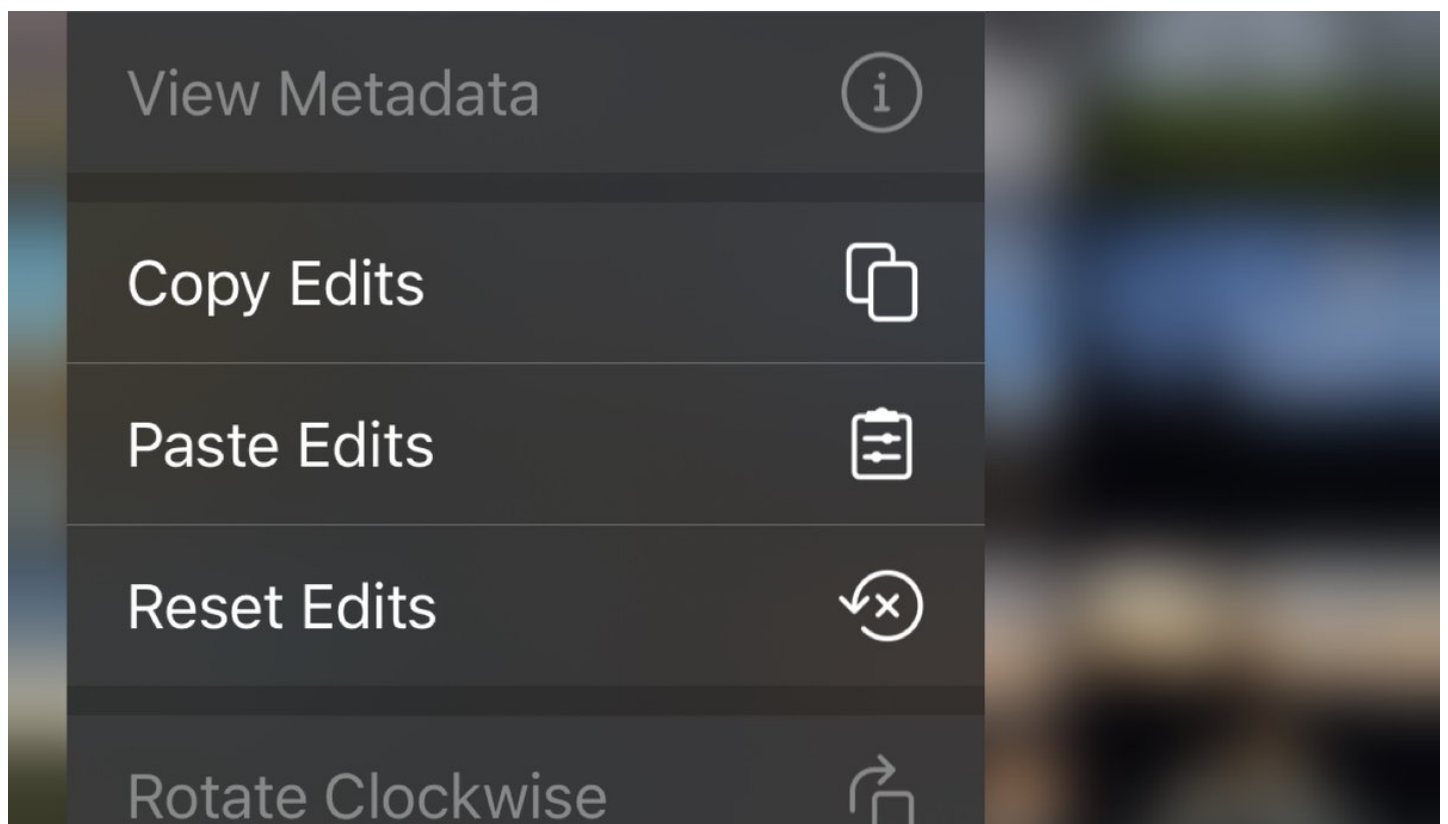 View Metadata
Copy Edits
Paste Edits
Reset Edits
Rotate Clockwise